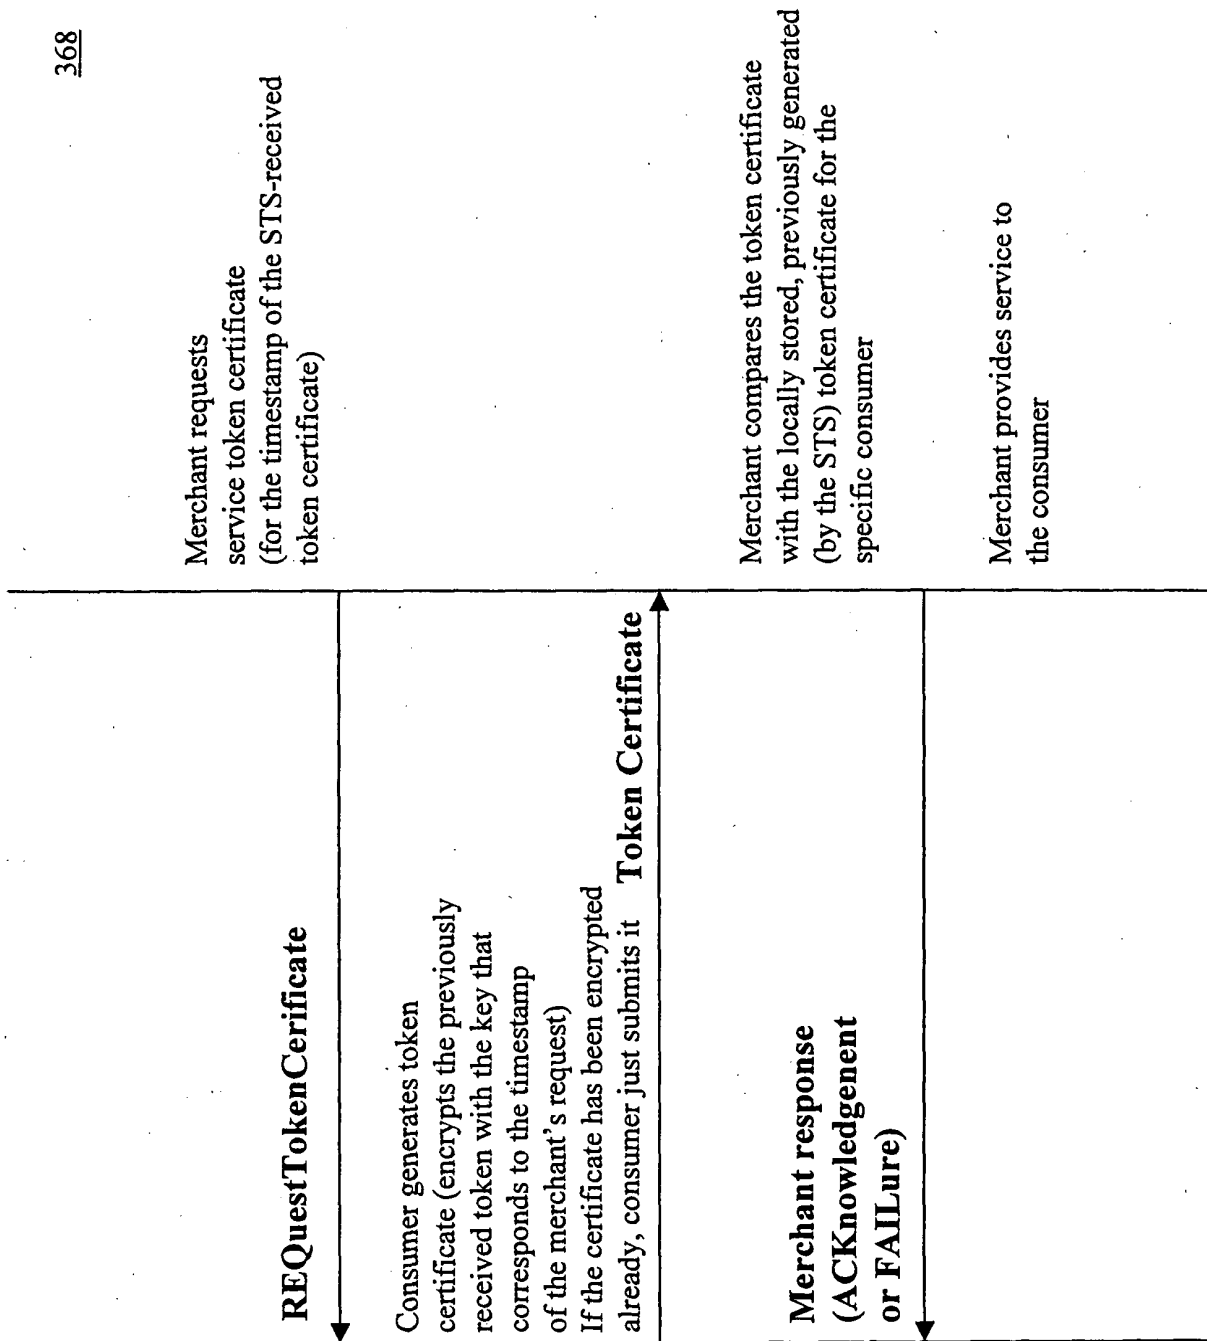 368
Merchant requests
service token certificate
(for the timestamp of the STS-received
token certificate)
REQuestTokenCerificate
Consumer generates token
certificate (encrypts the previously
received token with the key that
corresponds to the timestamp
of the merchant's request)
If the certificate has been encrypted
already, consumer just submits it
Token Certificate
Merchant compares the token certificate
with the locally stored, previously generated
(by the STS) token certificate for the
specific consumer
Merchant response
(ACKnowledgenent
or FAILure)
Merchant provides service to
the consumer